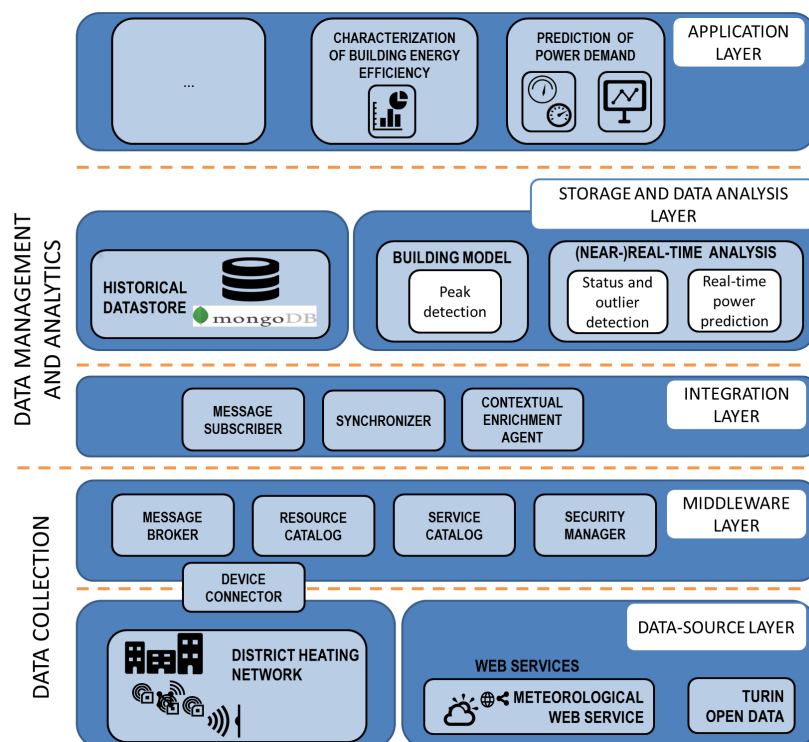 APPLICATION
LAYER
...
CHARACTERIZATION
OF BUILDING ENERGY
EFFICIENCY
PREDICTION OF
POWER DEMAND
DATA MANAGEMENT
AND ANALYTICS
STORAGE AND DATA ANALYSIS
LAYER
HISTORICAL
DATASTORE
mongoDB
BUILDING MODEL
Peak
detection
(NEAR-)REAL-TIME ANALYSIS
Status and
outlier
detection
Real-time
power
prediction
INTEGRATION
LAYER
MESSAGE
SUBSCRIBER
SYNCHRONIZER
CONTEXTUAL
ENRICHMENT
AGENT
DATA COLLECTION
MIDDLEWARE
LAYER
MESSAGE
BROKER
RESOURCE
CATALOG
SERVICE
CATALOG
SECURITY
MANAGER
DEVICE
CONNECTOR
DATA-SOURCE LAYER
DISTRICT HEATING
NETWORK
WEB SERVICES
METEOROLOGICAL
WEB SERVICE
TURIN
OPEN DATA